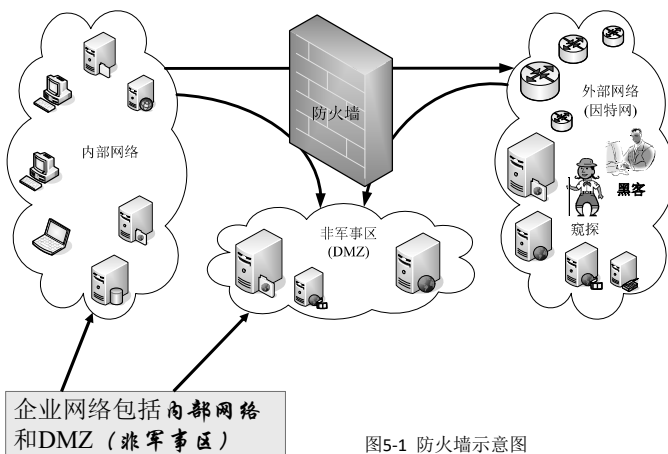 防火墙
外部网络
(因特网)
内部网络
黑客
窥探
非军事区
(DMZ)
企业网络包括内部网络
和DMZ（非军事区）
图5-1 防火墙示意图